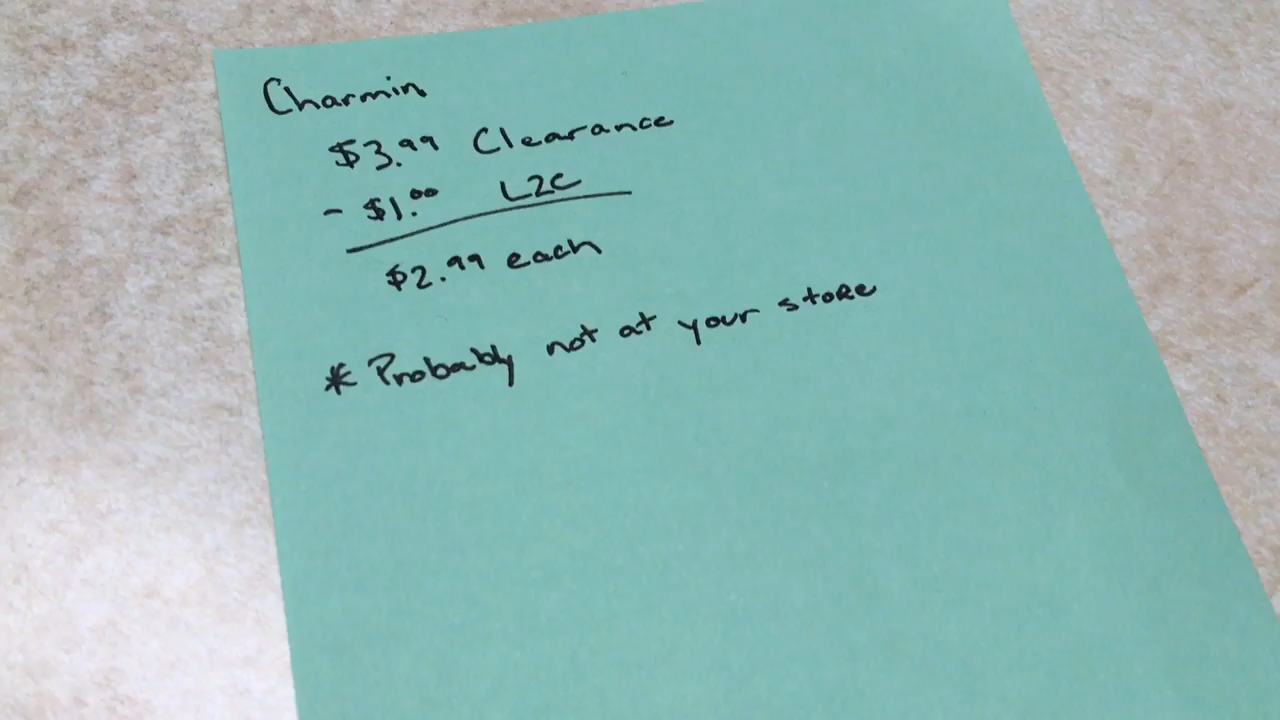 Charmin
$3.99 Clearance
- $1.00 L2C
$2.99 each
* Probably not at your store